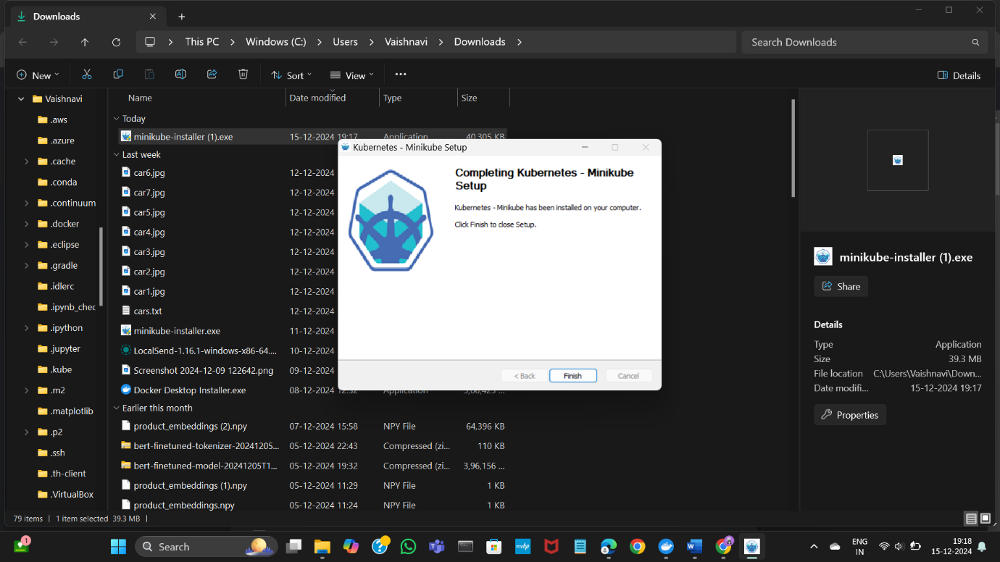 Downloads
This PC > Windows (C:) > Users > Vaishnavi > Downloads >
Search Downloads
New
Sort
View
Details
Vaishnavi
.aws
.azure
.cache
.conda
.continuum
.docker
.eclipse
.gradle
.idlerc
.ipynb_chec
.ipython
.jupyter
.kube
.m2
.matplotlib
.p2
.ssh
.th-client
.VirtualBox
Name Date modified Type Size
Today
minikube-installer (1).exe 15-12-2024 19:17 Application 40,305 KB
Last week
car6.jpg 12-12-2024
car7.jpg 12-12-2024
car5.jpg 12-12-2024
car4.jpg 12-12-2024
car3.jpg 12-12-2024
car2.jpg 12-12-2024
car1.jpg 12-12-2024
cars.txt 12-12-2024
minikube-installer.exe 11-12-2024
LocalSend-1.16.1-windows-x86-64.... 10-12-2024
Screenshot 2024-12-09 122642.png 09-12-2024
Docker Desktop Installer.exe 08-12-2024 12:32 Application 3,06,425 ...
Earlier this month
product_embeddings (2).npy 07-12-2024 15:58 NPY File 64,396 KB
bert-finetuned-tokenizer-20241205... 05-12-2024 22:43 Compressed (zi... 110 KB
bert-finetuned-model-20241205T1... 05-12-2024 19:32 Compressed (zi... 3,96,156 ...
product_embeddings (1).npy 05-12-2024 11:29 NPY File 1 KB
product_embeddings.npy 05-12-2024 11:24 NPY File 1 KB
Kubernetes - Minikube Setup
Completing Kubernetes - Minikube
Setup
Kubernetes - Minikube has been installed on your computer.
Click Finish to close Setup.
< Back Finish Cancel
minikube-installer (1).exe
Share
Details
Type Application
Size 39.3 MB
File location C:\Users\Vaishnavi\Down...
Date modifi... 15-12-2024 19:17
Properties
79 items | 1 item selected 39.3 MB |
1
Search
myhp
ENG
IN
19:18
15-12-2024